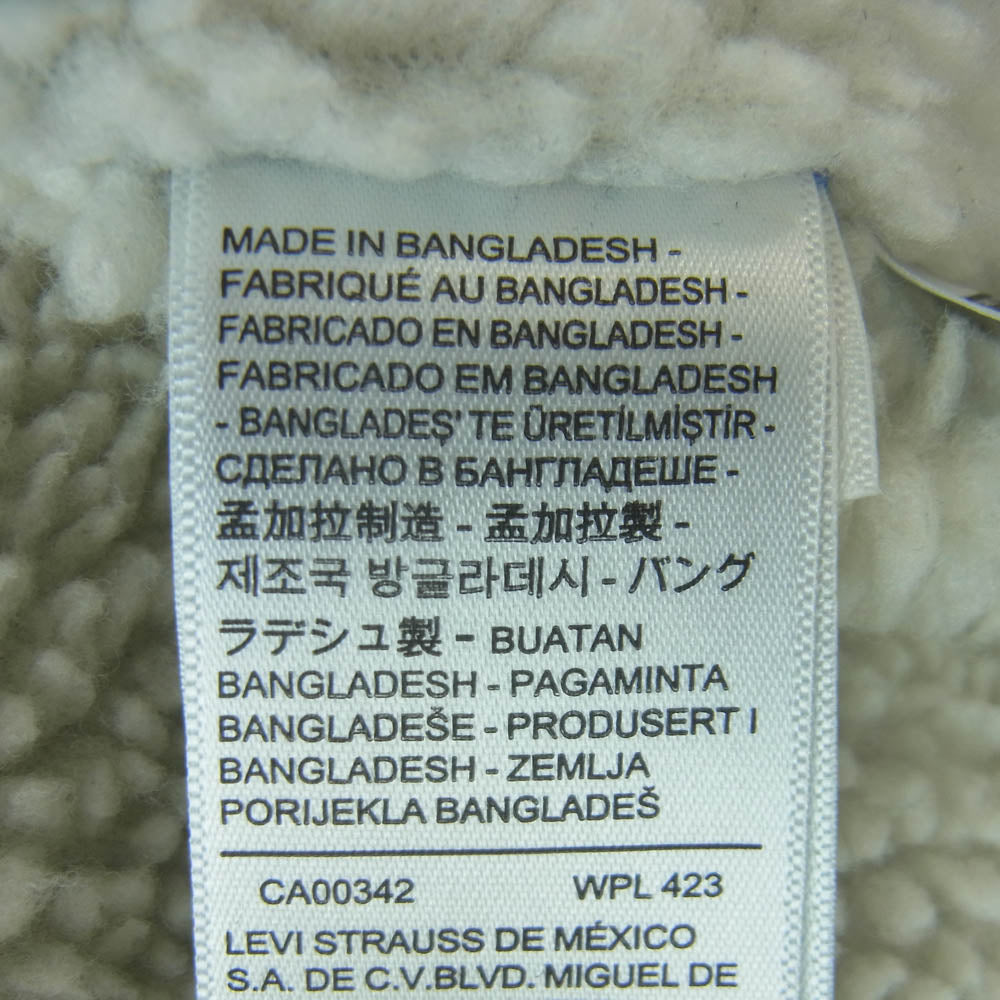 MADE IN BANGLADESH -
FABRIQUÉ AU BANGLADESH -
FABRICADO EN BANGLADESH -
FABRICADO EM BANGLADESH
- BANGLADEŞ' TE ÜRETİLMİŞTİR -
СДЕЛАНО В БАНГЛАДЕШЕ -
孟加拉制造 - 孟加拉製 -
제조국 방글라데시 - バング
ラデシュ製 - BUATAN
BANGLADESH - PAGAMINTA
BANGLADEŠE - PRODUSERT I
BANGLADESH - ZEMLJA
PORIJEKLA BANGLADEŠ
CA00342 WPL 423
LEVI STRAUSS DE MÉXICO
S.A. DE C.V.BLVD. MIGUEL DE